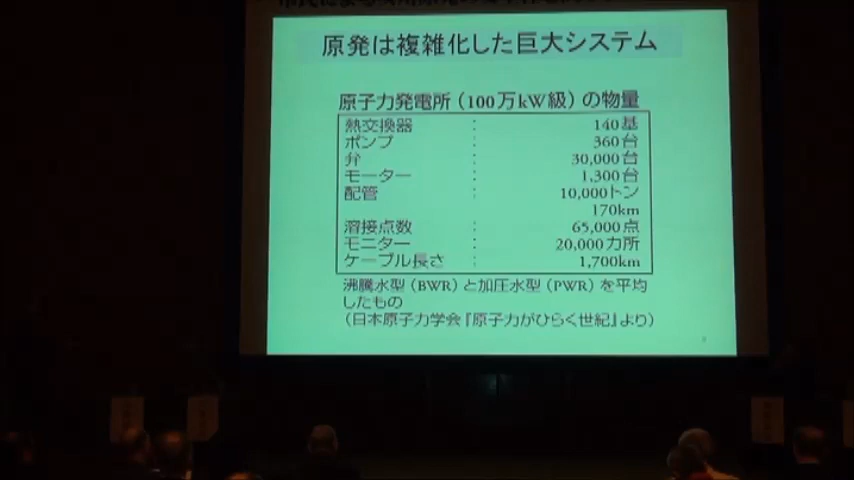 原発は複雑化した巨大システム
原子力発電所（100万kW級）の物量
熱交換器 : 140基
ポンプ : 360台
弁 : 30,000台
モーター : 1,300台
配管 : 10,000トン
170km
溶接点数 : 65,000点
モニター : 20,000カ所
ケーブル長さ : 1,700km
沸騰水型（BWR）と加圧水型（PWR）を平均
したもの
（日本原子力学会『原子力がひらく世紀』より）